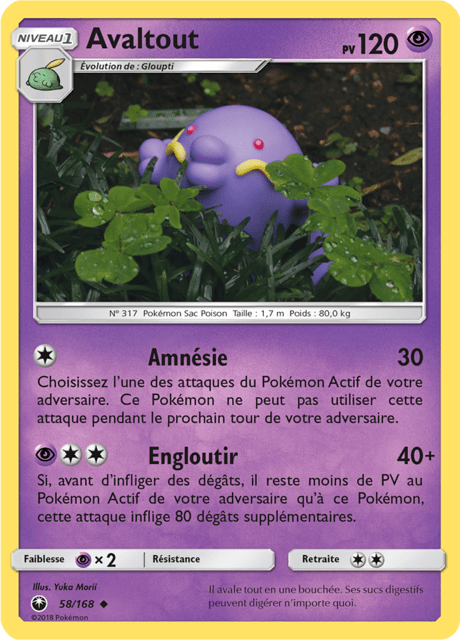 NIVEAU 1
Avaltout
PV 120
Évolution de : Gloupti
N° 317 Pokémon Sac Poison Taille : 1,7 m Poids : 80,0 kg
Amnésie 30
Choisissez l'une des attaques du Pokémon Actif de votre
adversaire. Ce Pokémon ne peut pas utiliser cette
attaque pendant le prochain tour de votre adversaire.
Engloutir 40+
Si, avant d'infliger des dégâts, il reste moins de PV au
Pokémon Actif de votre adversaire qu'à ce Pokémon,
cette attaque inflige 80 dégâts supplémentaires.
Faiblesse × 2 Résistance Retraite
Illus. Yuka Morii
58/168
©2018 Pokémon
Il avale tout en une bouchée. Ses sucs digestifs
peuvent digérer n'importe quoi.